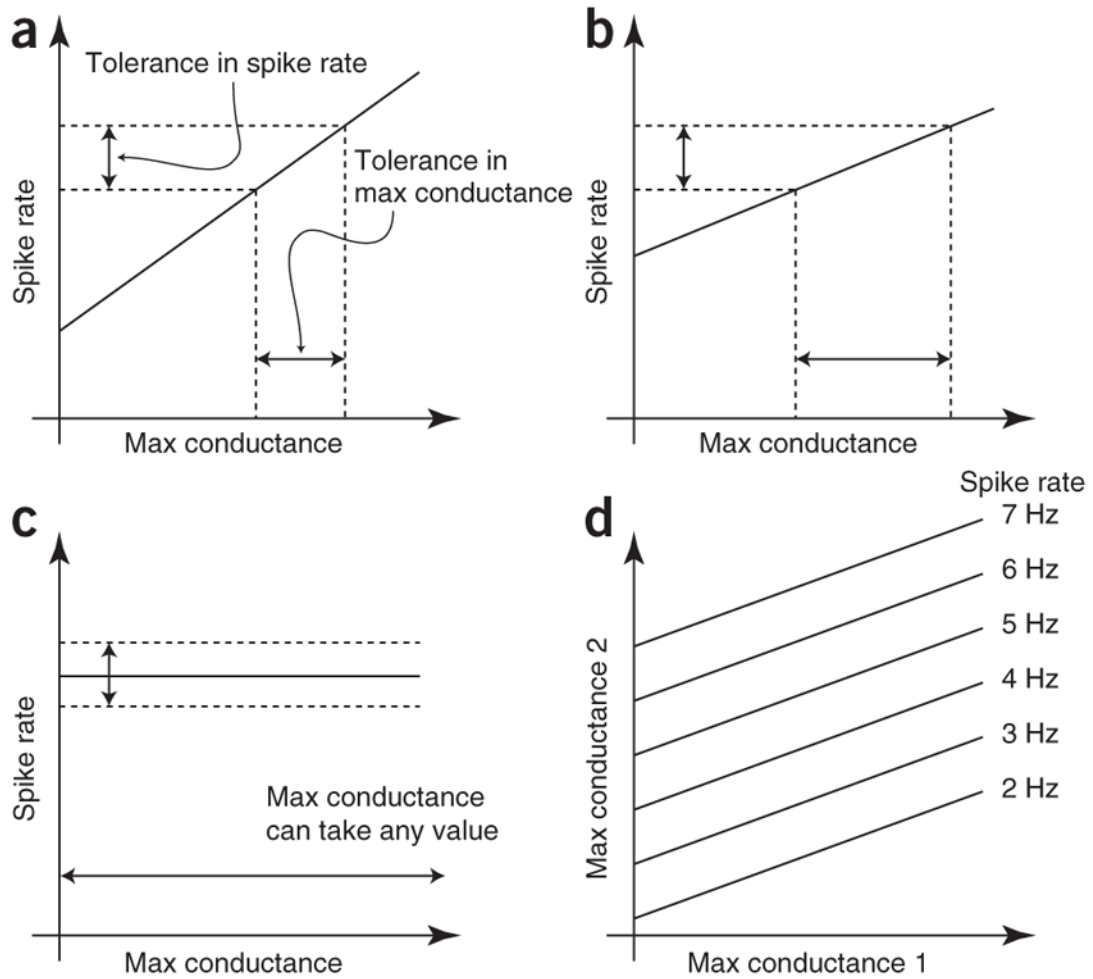 a
Tolerance in spike rate
Tolerance in
max conductance
Spike rate
Max conductance
b
Spike rate
Max conductance
c
Spike rate
Max conductance
can take any value
Max conductance
d
Spike rate
7 Hz
6 Hz
5 Hz
4 Hz
3 Hz
2 Hz
Max conductance 2
Max conductance 1